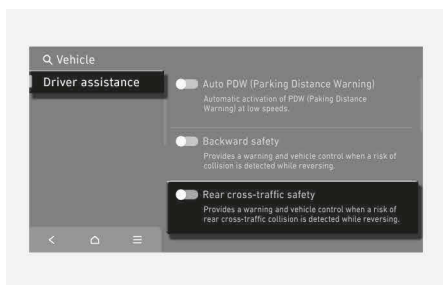 Vehicle
Driver assistance
Auto PDW (Parking Distance Warning)
Automatic activation of PDW (Paking Distance
Warning) at low speeds.
Backward safety
Provides a warning and vehicle control when a risk of
collision is detected while reversing.
Rear cross-traffic safety
Provides a warning and vehicle control when a risk of
rear cross-traffic collision is detected while reversing.